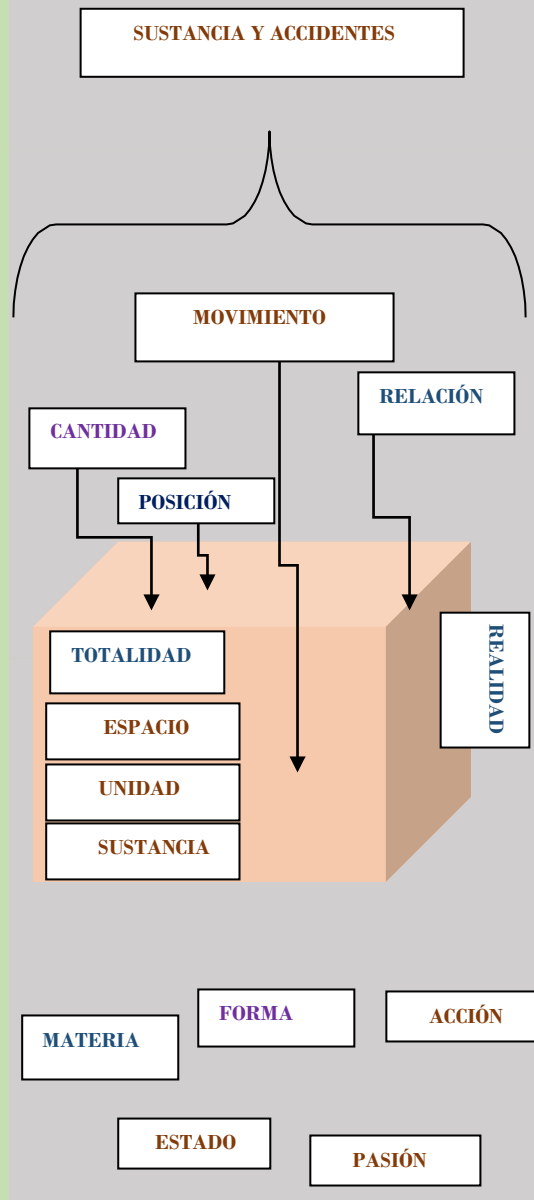 SUSTANCIA Y ACCIDENTES
MOVIMIENTO
RELACIÓN
CANTIDAD
POSICIÓN
TOTALIDAD
REALIDAD
ESPACIO
UNIDAD
SUSTANCIA
FORMA
ACCIÓN
MATERIA
ESTADO
PASIÓN